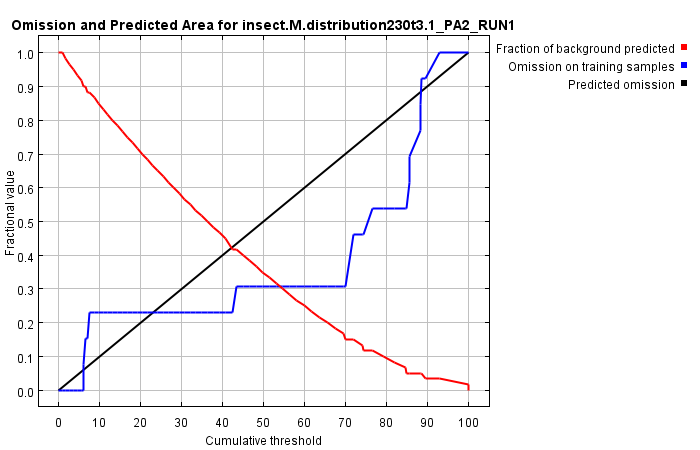 Omission and Predicted Area for insect.M.distribution230t3.1_PA2_RUN1
Fraction of background predicted
Omission on training samples
Predicted omission
Fractional value
1.0
0.9
0.8
0.7
0.6
0.5
0.4
0.3
0.2
0.1
0.0
0 10 20 30 40 50 60 70 80 90 100
Cumulative threshold